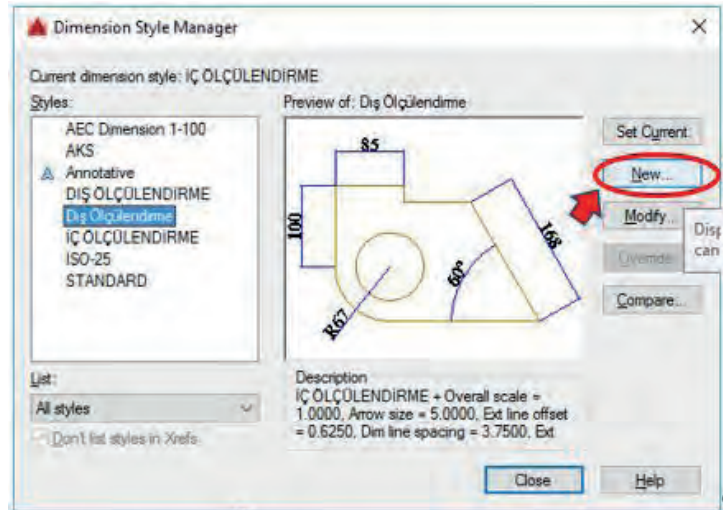 Dimension Style Manager
Current dimension style: İÇ ÖLÇÜLENDİRME
Styles:
Preview of: Dış Ölçülendirme
AEC Dimension 1-100
AKS
Annotative
DIŞ ÖLÇÜLENDİRME
Dış Ölçülendirme
İÇ ÖLÇÜLENDİRME
ISO-25
STANDARD
85
100
168
60°
R67
Set Current
New...
Modify...
Disp
can
Override...
Compare...
List:
All styles
Don't list styles in Xrefs
Description
İÇ ÖLÇÜLENDİRME + Overall scale =
1.0000, Arrow size = 5.0000, Ext line offset
= 0.6250, Dim line spacing = 3.7500, Ext
Close
Help